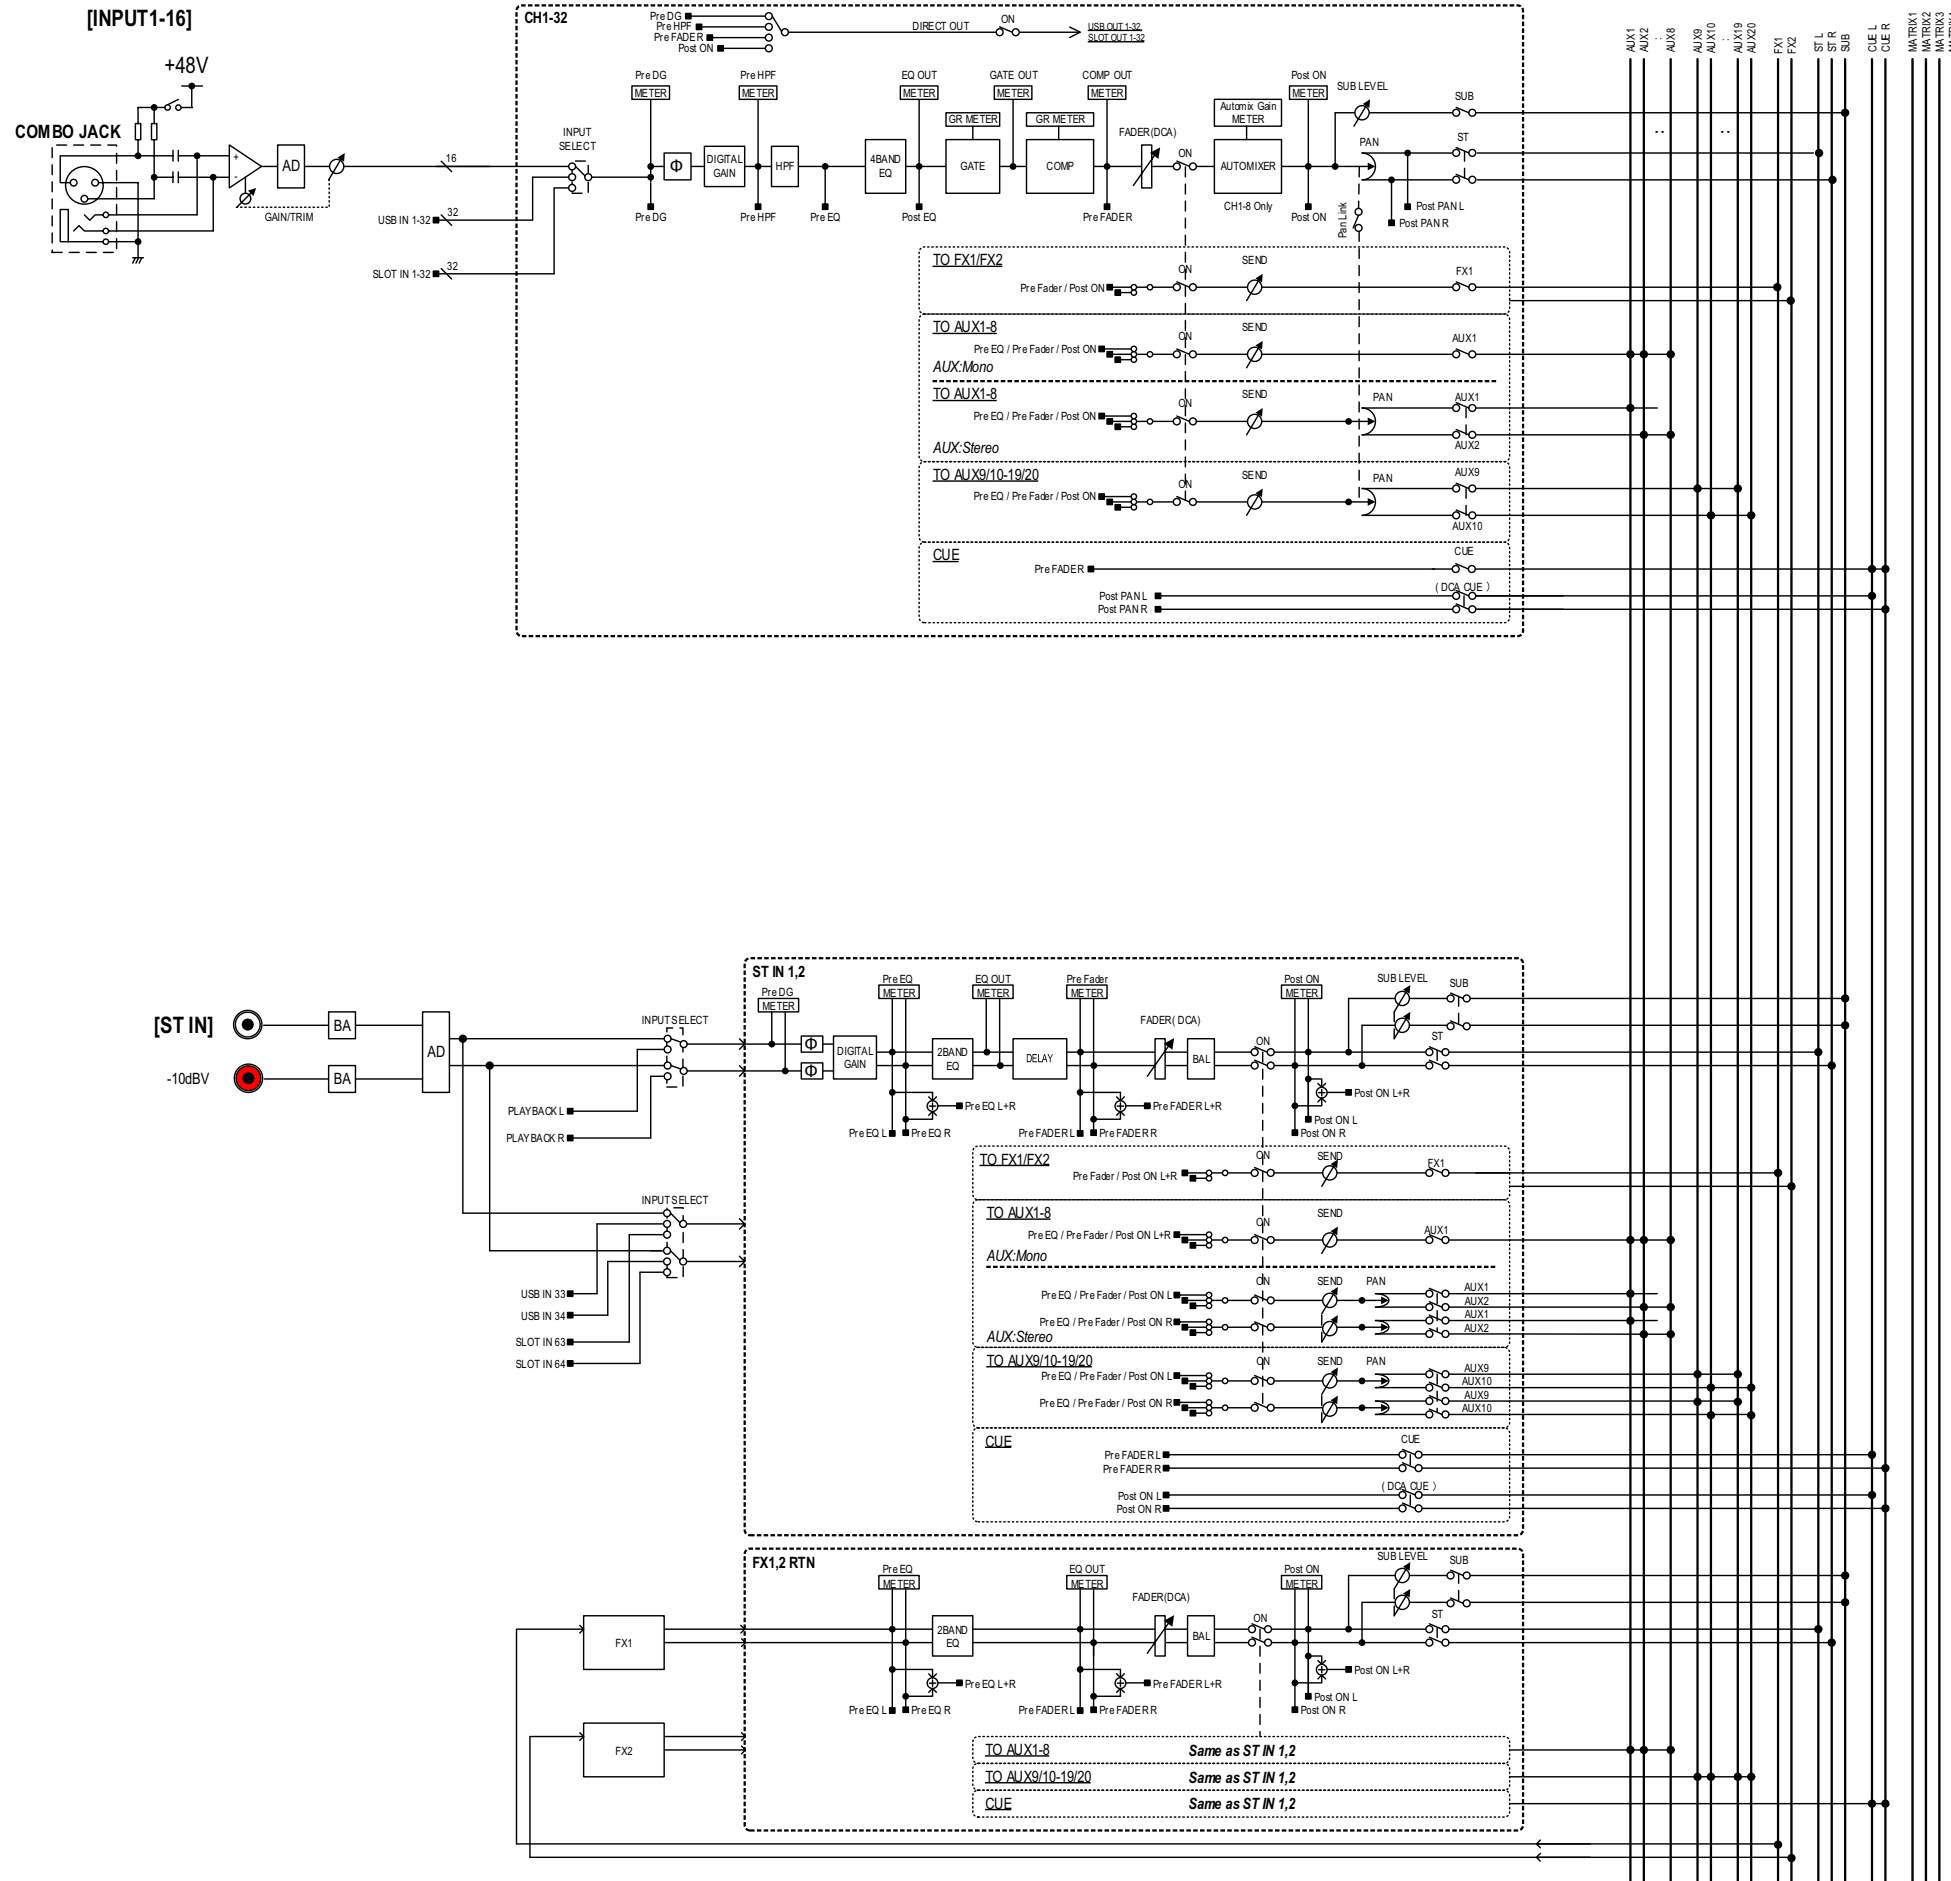 [INPUT1-16]
+48V
COMBO JACK
AD
GAIN/TRIM
16
USB IN 1-32
32
SLOT IN 1-32
32
CH1-32
Pre DG
Pre HPF
Pre FADER
Post ON
DIRECT OUT
ON
USB OUT 1-32
SLOT OUT 1-32
INPUT
SELECT
Pre DG
METER
Pre HPF
METER
EQ OUT
METER
GATE OUT
METER
COMP OUT
METER
Post ON
METER
GR METER
GR METER
Automix Gain
METER
SUB LEVEL
SUB
ST
PAN
FADER(DCA)
ON
Φ
DIGITAL
GAIN
HPF
4BAND
EQ
GATE
COMP
AUTOMIXER
CH1-8 Only
Pre DG
Pre HPF
Pre EQ
Post EQ
Pre FADER
Post ON
Pan Link
Post PAN L
Post PAN R
TO FX1/FX2
Pre Fader / Post ON
ON
SEND
FX1
TO AUX1-8
Pre EQ / Pre Fader / Post ON
AUX:Mono
ON
SEND
AUX1
TO AUX1-8
Pre EQ / Pre Fader / Post ON
AUX:Stereo
ON
SEND
PAN
AUX1
AUX2
TO AUX9/10-19/20
Pre EQ / Pre Fader / Post ON
ON
SEND
PAN
AUX9
AUX10
CUE
Pre FADER
CUE
Post PAN L
Post PAN R
( DCA CUE )
AUX1
AUX2
:
AUX8
AUX9
AUX10
:
AUX19
AUX20
FX1
FX2
ST L
ST R
SUB
CUE L
CUE R
MATRIX1
MATRIX2
MATRIX3
[ST IN]
-10dBV
BA
BA
AD
INPUT SELECT
PLAYBACK L
PLAYBACK R
INPUT SELECT
USB IN 33
USB IN 34
SLOT IN 63
SLOT IN 64
ST IN 1,2
Pre DG
METER
Pre EQ
METER
EQ OUT
METER
Pre Fader
METER
Post ON
METER
SUB LEVEL
SUB
ST
FADER( DCA)
ON
Φ
Φ
DIGITAL
GAIN
2BAND
EQ
DELAY
BAL
Pre EQ L+R
Pre EQ L
Pre EQ R
Pre FADER L+R
Pre FADER L
Pre FADER R
Post ON L+R
Post ON L
Post ON R
TO FX1/FX2
Pre Fader / Post ON L+R
ON
SEND
FX1
TO AUX1-8
Pre EQ / Pre Fader / Post ON L+R
AUX:Mono
ON
SEND
AUX1
Pre EQ / Pre Fader / Post ON L
Pre EQ / Pre Fader / Post ON R
AUX:Stereo
ON
SEND
PAN
AUX1
AUX2
AUX1
AUX2
TO AUX9/10-19/20
Pre EQ / Pre Fader / Post ON L
Pre EQ / Pre Fader / Post ON R
ON
SEND
PAN
AUX9
AUX10
AUX9
AUX10
CUE
Pre FADER L
Pre FADER R
CUE
Post ON L
Post ON R
( DCA CUE )
FX1
FX2
FX1,2 RTN
Pre EQ
METER
EQ OUT
METER
Post ON
METER
SUB LEVEL
SUB
ST
FADER(DCA)
ON
2BAND
EQ
BAL
Pre EQ L+R
Pre EQ L
Pre EQ R
Pre FADER L+R
Pre FADER L
Pre FADER R
Post ON L+R
Post ON L
Post ON R
TO AUX1-8
Same as ST IN 1,2
TO AUX9/10-19/20
Same as ST IN 1,2
CUE
Same as ST IN 1,2